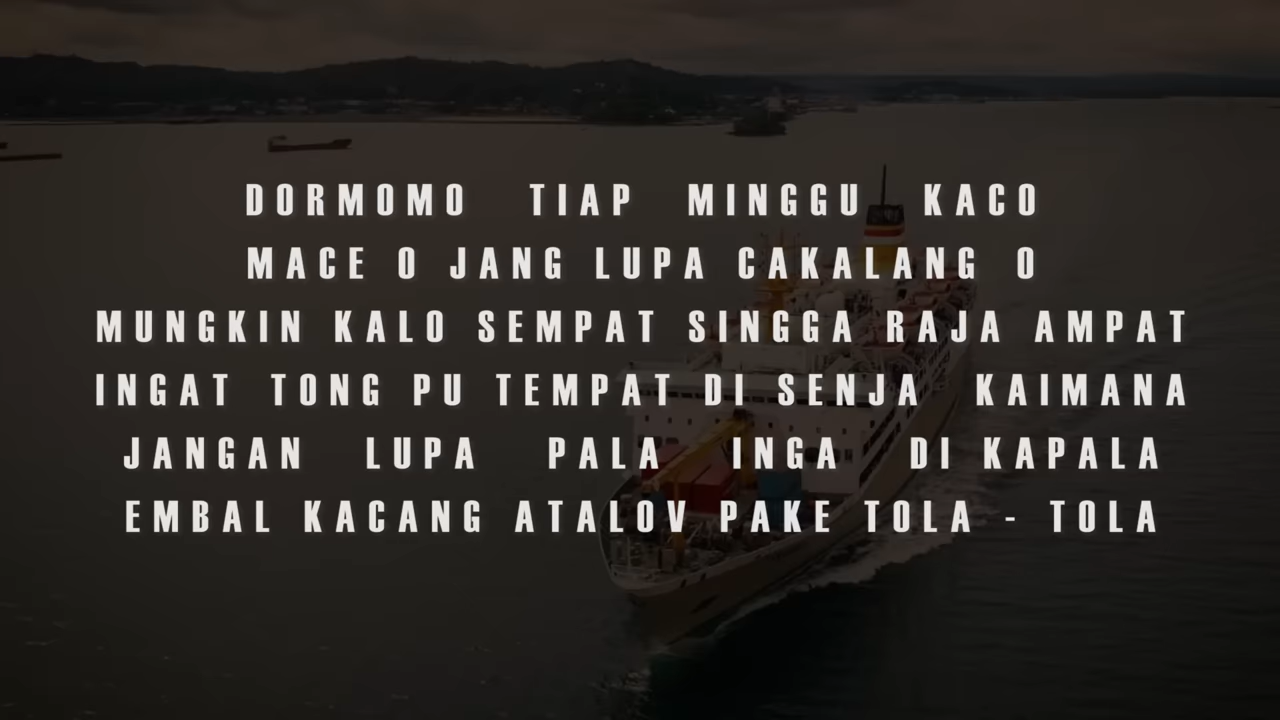 DORMOMO TIAP MINGGU KACO
MACE O JANG LUPA CAKALANG O
MUNGKIN KALO SEMPAT SINGGA RAJA AMPAT
INGAT TONG PU TEMPAT DI SENJA KAIMANA
JANGAN LUPA PALA INGA DI KAPALA
EMBAL KACANG ATALOV PAKE TOLA - TOLA